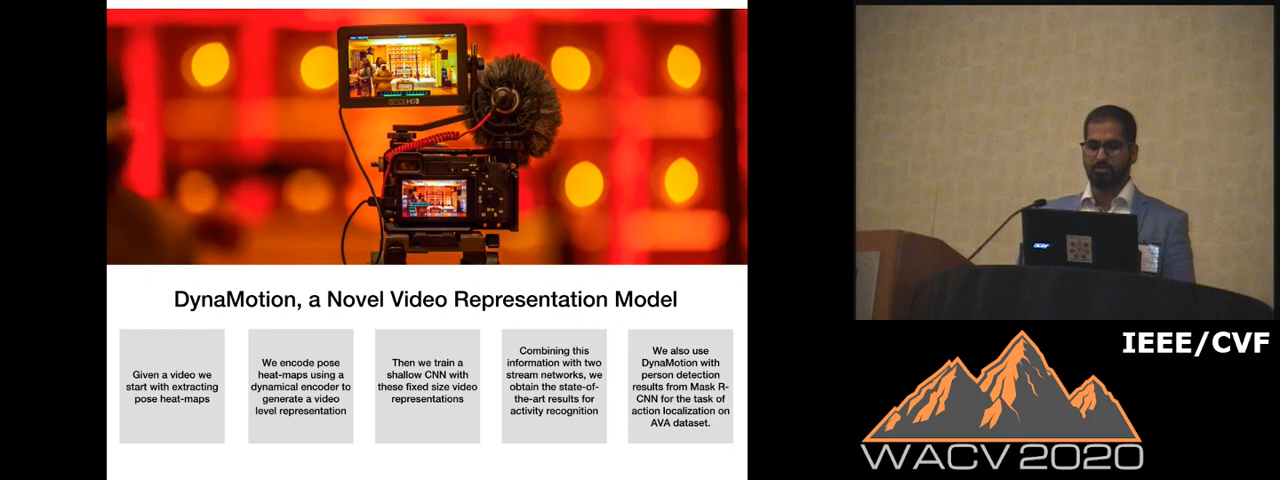 DynaMotion, a Novel Video Representation Model
Given a video we
start with extracting
pose heat-maps
We encode pose
heat-maps using a
dynamical encoder to
generate a video
level representation
Then we train a
shallow CNN with
these fixed size video
representations
Combining this
information with two
stream networks, we
obtain the state-of-
the-art results for
activity recognition
We also use
DynaMotion with
person detection
results from Mask R-
CNN for the task of
action localization on
AVA dataset.
acer
IEEE/CVF
WACV 2020